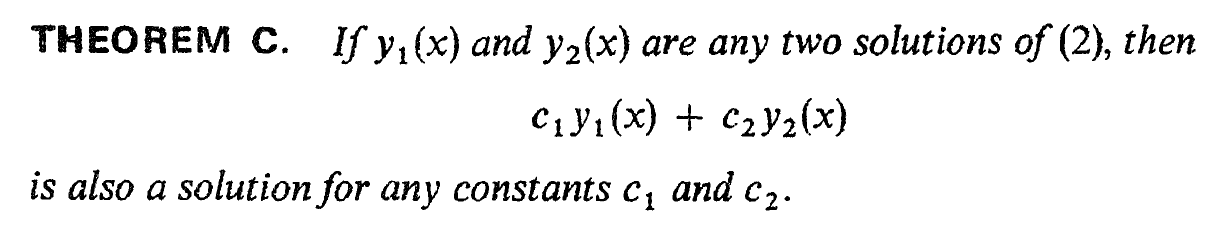 THEOREM C. If y₁(x) and y₂(x) are any two solutions of (2), then
c₁y₁(x) + c₂y₂(x)
is also a solution for any constants c₁ and c₂.